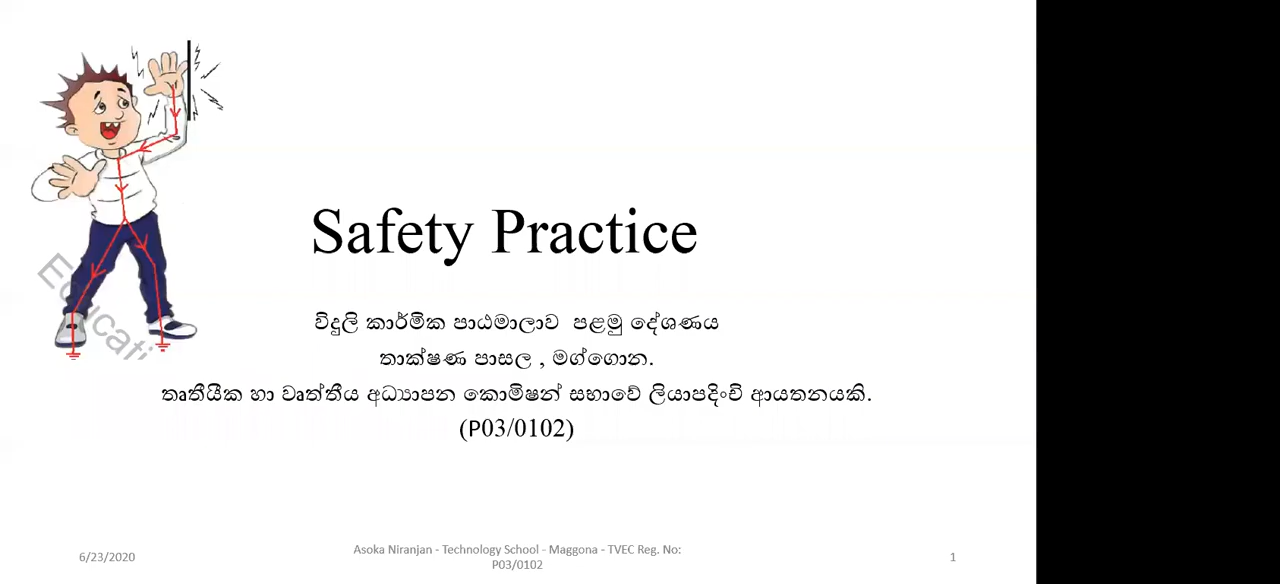 Safety Practice
විදුලි කාර්මික පාඨමාලාව පළමු දේශණය
තාක්ෂණ පාසල , මග්ගොන.
තෘතීයීක හා වෘත්තීය අධ්‍යාපන කොමිෂන් සභාවේ ලියාපදිංචි ආයතනයකි.
(P03/0102)
Educati
6/23/2020
Asoka Niranjan - Technology School - Maggona - TVEC Reg. No:
P03/0102
1